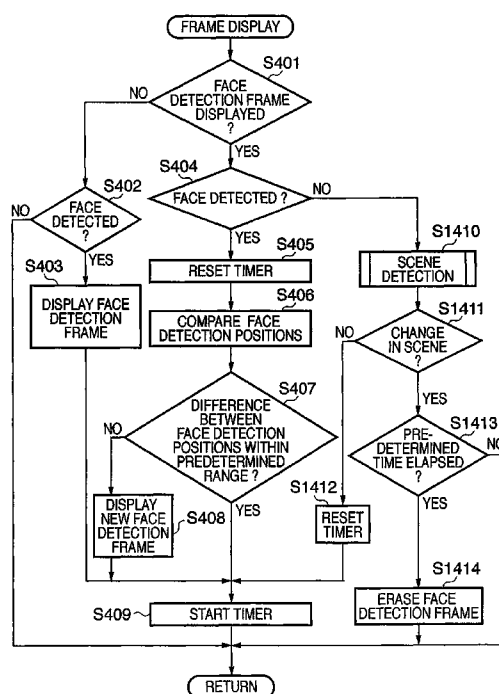 FRAME DISPLAY
S401
FACE
DETECTION FRAME
DISPLAYED
?
NO
YES
S402
FACE
DETECTED
?
NO
YES
S404
FACE DETECTED ?
NO
YES
S403
DISPLAY FACE
DETECTION
FRAME
S405
RESET TIMER
S406
COMPARE FACE
DETECTION POSITIONS
S1410
SCENE
DETECTION
S1411
CHANGE
IN SCENE
?
NO
YES
S407
DIFFERENCE
BETWEEN
FACE DETECTION
POSITIONS WITHIN
PREDETERMINED
RANGE ?
NO
YES
S1413
PRE-
DETERMINED
TIME ELAPSED
?
NO
YES
DISPLAY
NEW FACE
DETECTION
FRAME
S408
S1412
RESET
TIMER
S1414
ERASE FACE
DETECTION FRAME
S409
START TIMER
RETURN